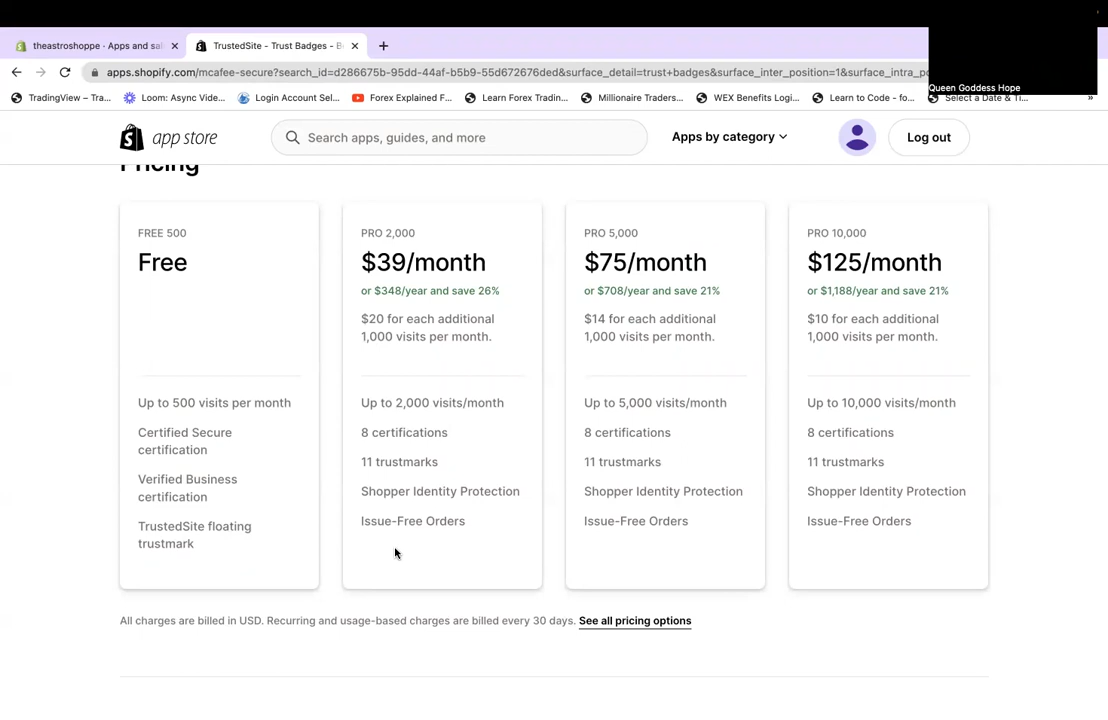 theastroshoppe · Apps and sal
TrustedSite - Trust Badges - B
apps.shopify.com/mcafee-secure?search_id=d286675b-95dd-44af-b5b9-55d672676ded&surface_detail=trust+badges&surface_inter_position=1&surface_intra_po
Queen Goddess Hope
TradingView – Tra...
Loom: Async Vide...
Login Account Sel...
Forex Explained F...
Learn Forex Tradin...
Millionaire Traders...
WEX Benefits Logi...
Learn to Code - fo...
Select a Date & Ti...
»
app store
Search apps, guides, and more
Apps by category
Log out
Pricing
FREE 500
Free
Up to 500 visits per month
Certified Secure
certification
Verified Business
certification
TrustedSite floating
trustmark
PRO 2,000
$39/month
or $348/year and save 26%
$20 for each additional
1,000 visits per month.
Up to 2,000 visits/month
8 certifications
11 trustmarks
Shopper Identity Protection
Issue-Free Orders
PRO 5,000
$75/month
or $708/year and save 21%
$14 for each additional
1,000 visits per month.
Up to 5,000 visits/month
8 certifications
11 trustmarks
Shopper Identity Protection
Issue-Free Orders
PRO 10,000
$125/month
or $1,188/year and save 21%
$10 for each additional
1,000 visits per month.
Up to 10,000 visits/month
8 certifications
11 trustmarks
Shopper Identity Protection
Issue-Free Orders
All charges are billed in USD. Recurring and usage-based charges are billed every 30 days. See all pricing options